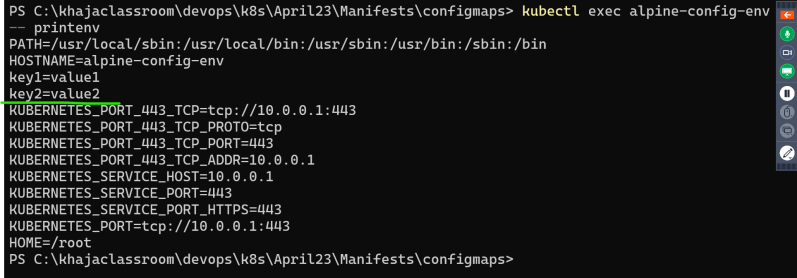 PS C:\khajaclassroom\devops\k8s\April23\Manifests\configmaps> kubectl exec alpine-config-env
-- printenv
PATH=/usr/local/sbin:/usr/local/bin:/usr/sbin:/usr/bin:/sbin:/bin
HOSTNAME=alpine-config-env
key1=value1
key2=value2
KUBERNETES_PORT_443_TCP=tcp://10.0.0.1:443
KUBERNETES_PORT_443_TCP_PROTO=tcp
KUBERNETES_PORT_443_TCP_PORT=443
KUBERNETES_PORT_443_TCP_ADDR=10.0.0.1
KUBERNETES_SERVICE_HOST=10.0.0.1
KUBERNETES_SERVICE_PORT=443
KUBERNETES_SERVICE_PORT_HTTPS=443
KUBERNETES_PORT=tcp://10.0.0.1:443
HOME=/root
PS C:\khajaclassroom\devops\k8s\April23\Manifests\configmaps>